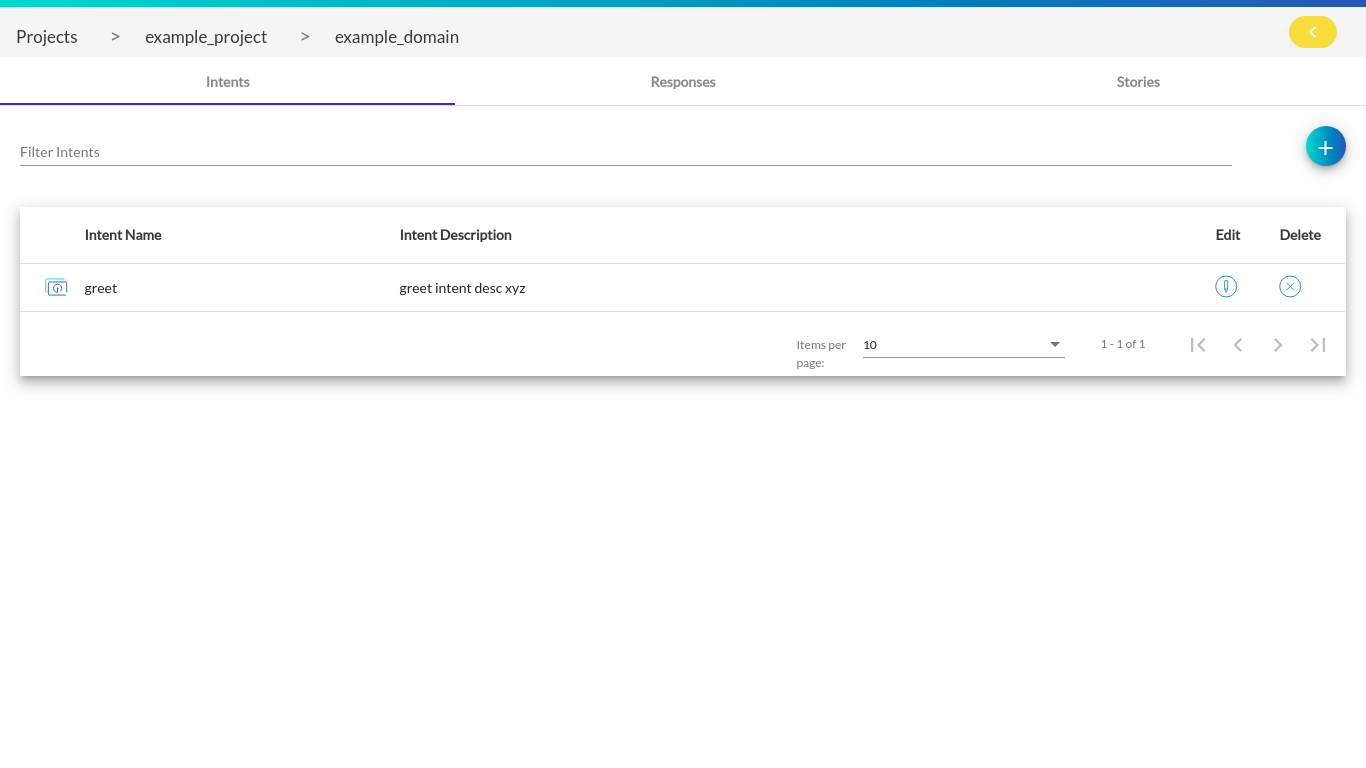 Projects > example_project > example_domain
Intents Responses Stories
Filter Intents
+
Intent Name Intent Description Edit Delete
greet greet intent desc xyz
Items per page: 10 1 - 1 of 1